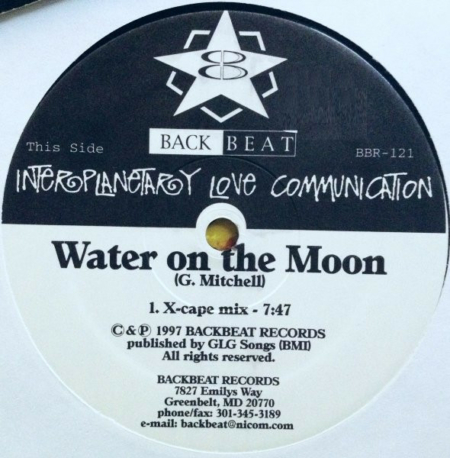 This Side
BACK BEAT
BBR-121
INTERPLANETARY LOVE COMMUNICATION
Water on the Moon
(G. Mitchell)
1. X-cape mix - 7:47
© & ℗ 1997 BACKBEAT RECORDS
published by GLG Songs (BMI)
All rights reserved.
BACKBEAT RECORDS
7827 Emilys Way
Greenbelt, MD 20770
phone/fax: 301-345-3189
e-mail: backbeat@nicom.com